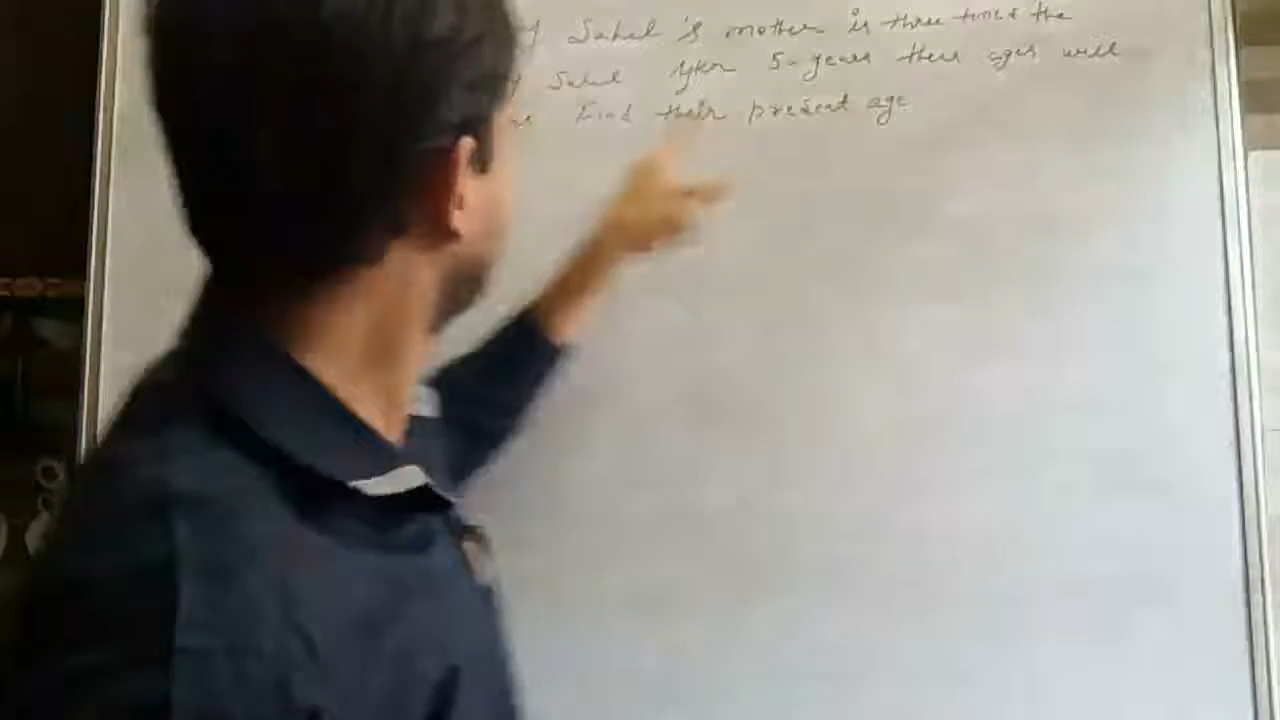 Sahil's mother is three times the
Sahil After 5-years their ages will
Find their present age